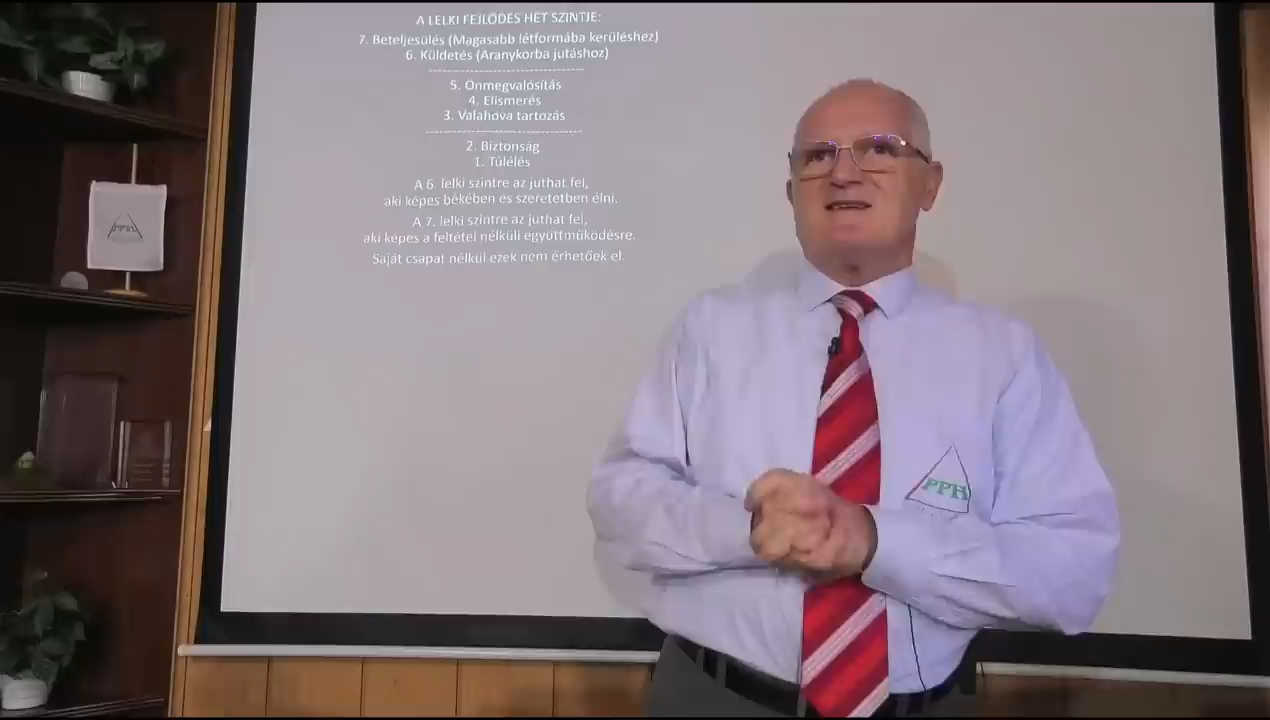 A LELKI FEJLŐDÉS HÉT SZINTJE:
7. Beteljesülés (Magasabb létformába kerüléshez)
6. Küldetés (Aranykorba jutáshoz)
5. Önmegvalósítás
4. Elismerés
3. Valahova tartozás
2. Biztonság
1. Túlélés
A 6. lelki szintre az juthat fel,
aki képes békében és szeretetben élni.
A 7. lelki szintre az juthat fel,
aki képes a feltétel nélküli együttműködésre.
Saját csapat nélkül ezek nem érhetőek el.
PPH
PPH